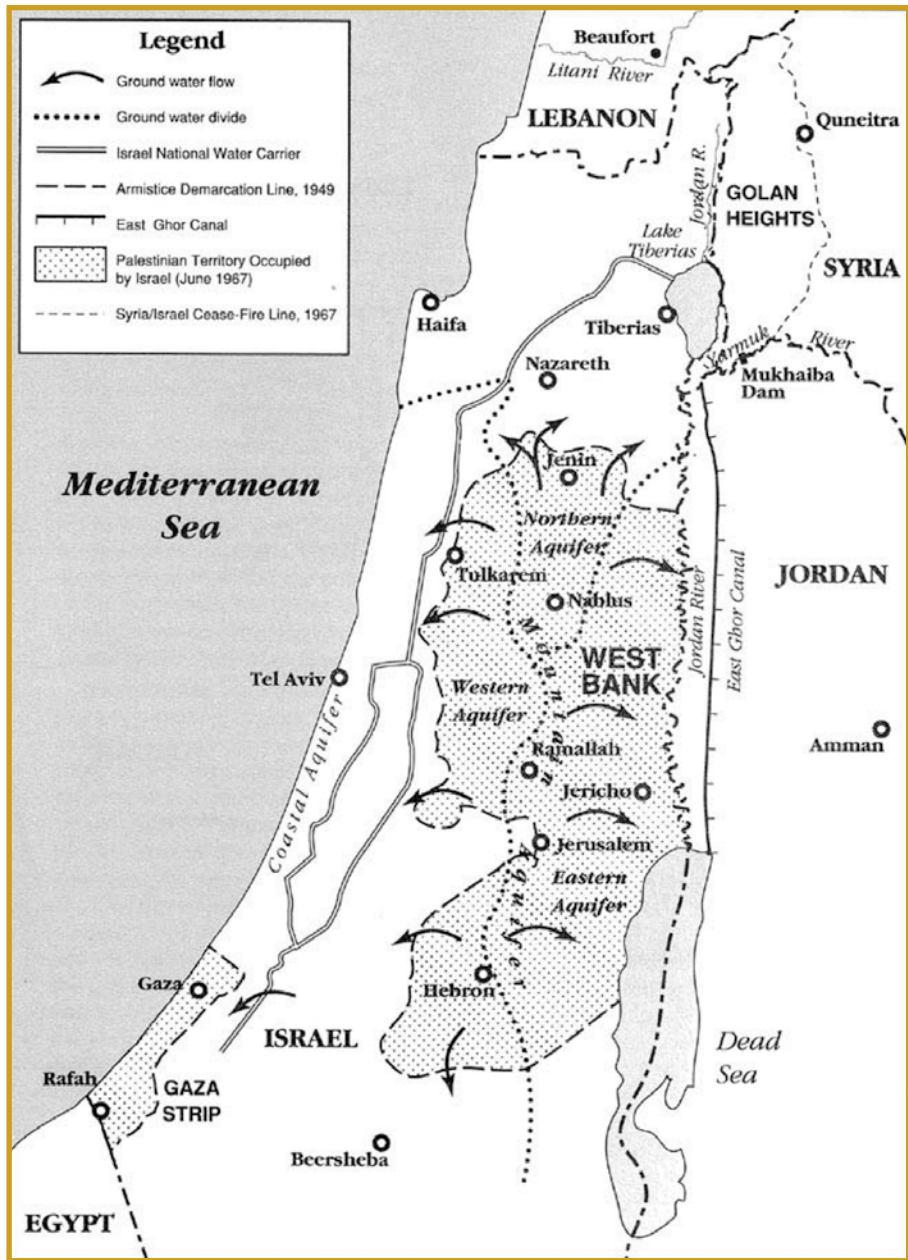 Legend
Ground water flow
Ground water divide
Israel National Water Carrier
Armistice Demarcation Line, 1949
East Ghor Canal
Palestinian Territory Occupied
by Israel (June 1967)
Syria/Israel Cease-Fire Line, 1967
Beaufort
Litani River
LEBANON
Quneitra
Jordan R.
GOLAN
HEIGHTS
Lake
Tiberias
SYRIA
Haifa
Tiberias
Yarmuk River
Nazareth
Mukhaiba
Dam
Mediterranean
Sea
Jenin
Northern
Aquifer
Tulkarem
Nablus
JORDAN
Jordan River
East Ghor Canal
Mountain Aquifer
WEST
BANK
Tel Aviv
Western
Aquifer
Coastal Aquifer
Amman
Ramallah
Jericho
Jerusalem
Eastern
Aquifer
Gaza
Hebron
ISRAEL
Dead
Sea
Rafah
GAZA
STRIP
Beersheba
EGYPT